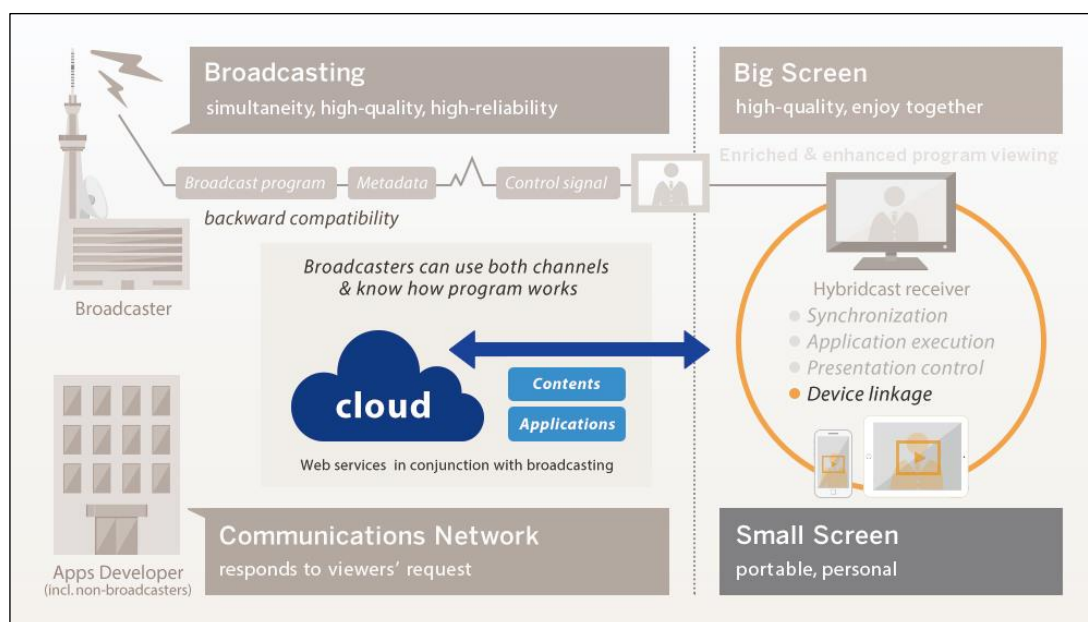 Broadcasting
simultaneity, high-quality, high-reliability
Big Screen
high-quality, enjoy together
Enriched & enhanced program viewing
Broadcast program
Metadata
Control signal
backward compatibility
Broadcaster
Broadcasters can use both channels
& know how program works
cloud
Contents
Applications
Web services in conjunction with broadcasting
Hybridcast receiver
Synchronization
Application execution
Presentation control
Device linkage
Apps Developer
(incl. non-broadcasters)
Communications Network
responds to viewers’ request
Small Screen
portable, personal